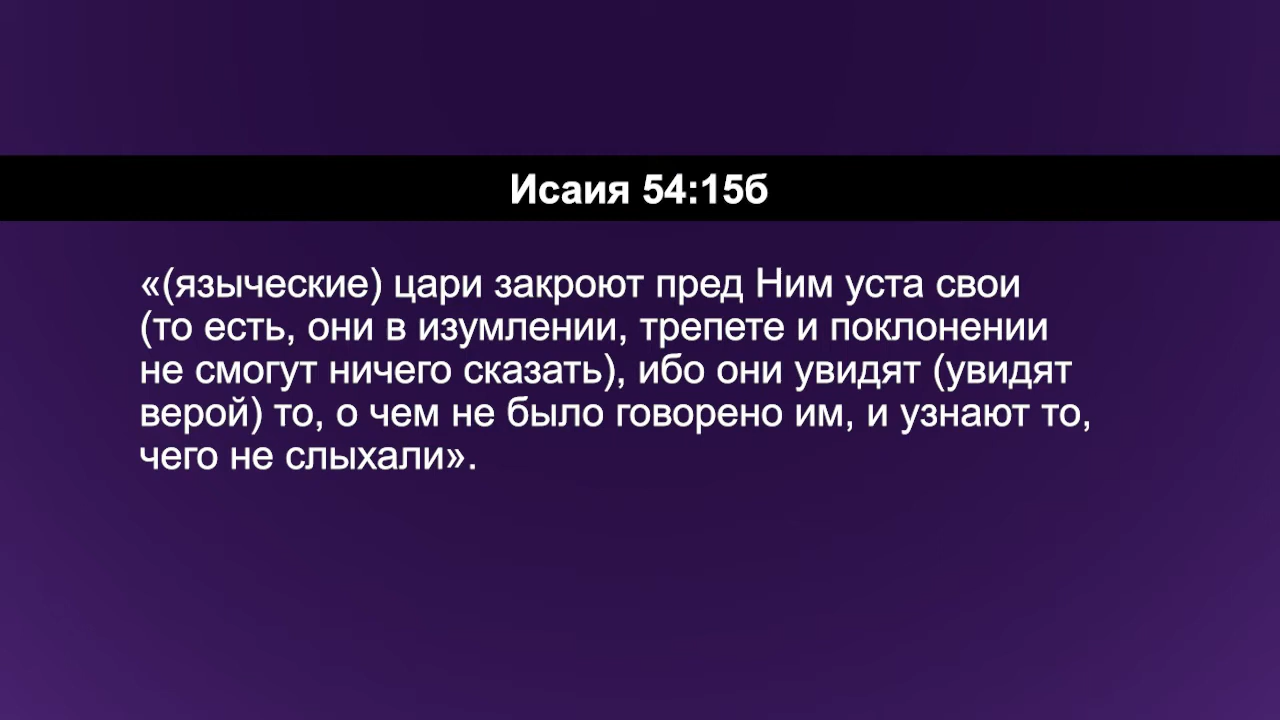 Исаия 54:15б
«(языческие) цари закроют пред Ним уста свои
(то есть, они в изумлении, трепете и поклонении
не смогут ничего сказать), ибо они увидят (увидят
верой) то, о чем не было говорено им, и узнают то,
чего не слыхали».